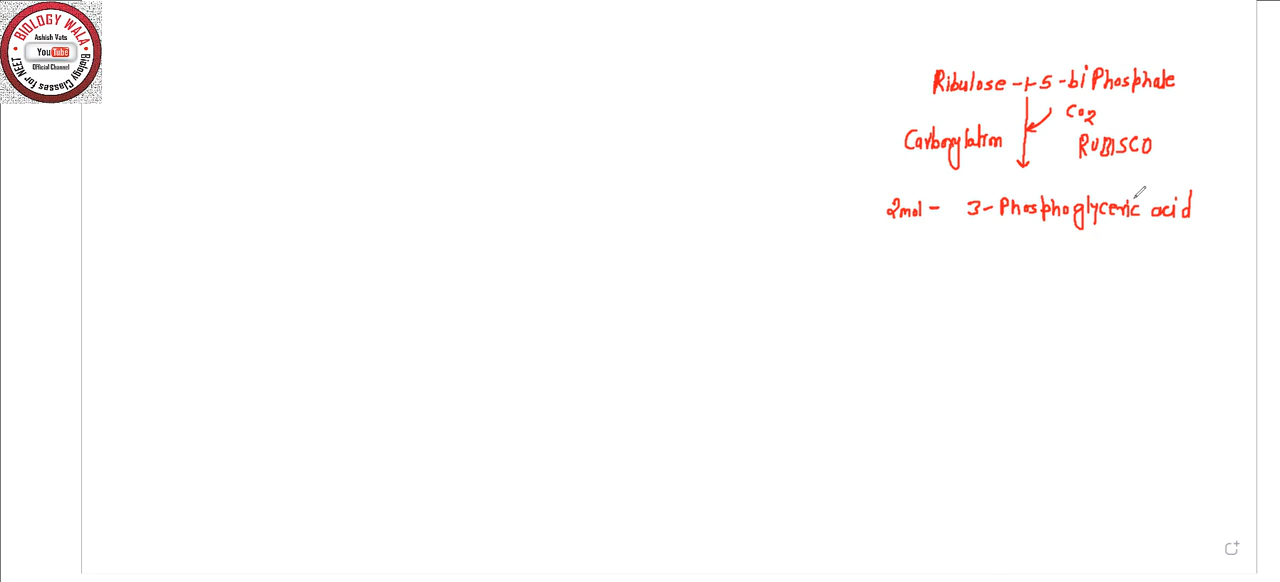 BIOLOGY WALA
Ashish Vats
YouTube
Official Channel
Biology Classes for NEET
Ribulose -1-5 -bi Phosphate
CO2
Carboxylation
RUBISCO
2mol - 3-Phosphoglyceric acid